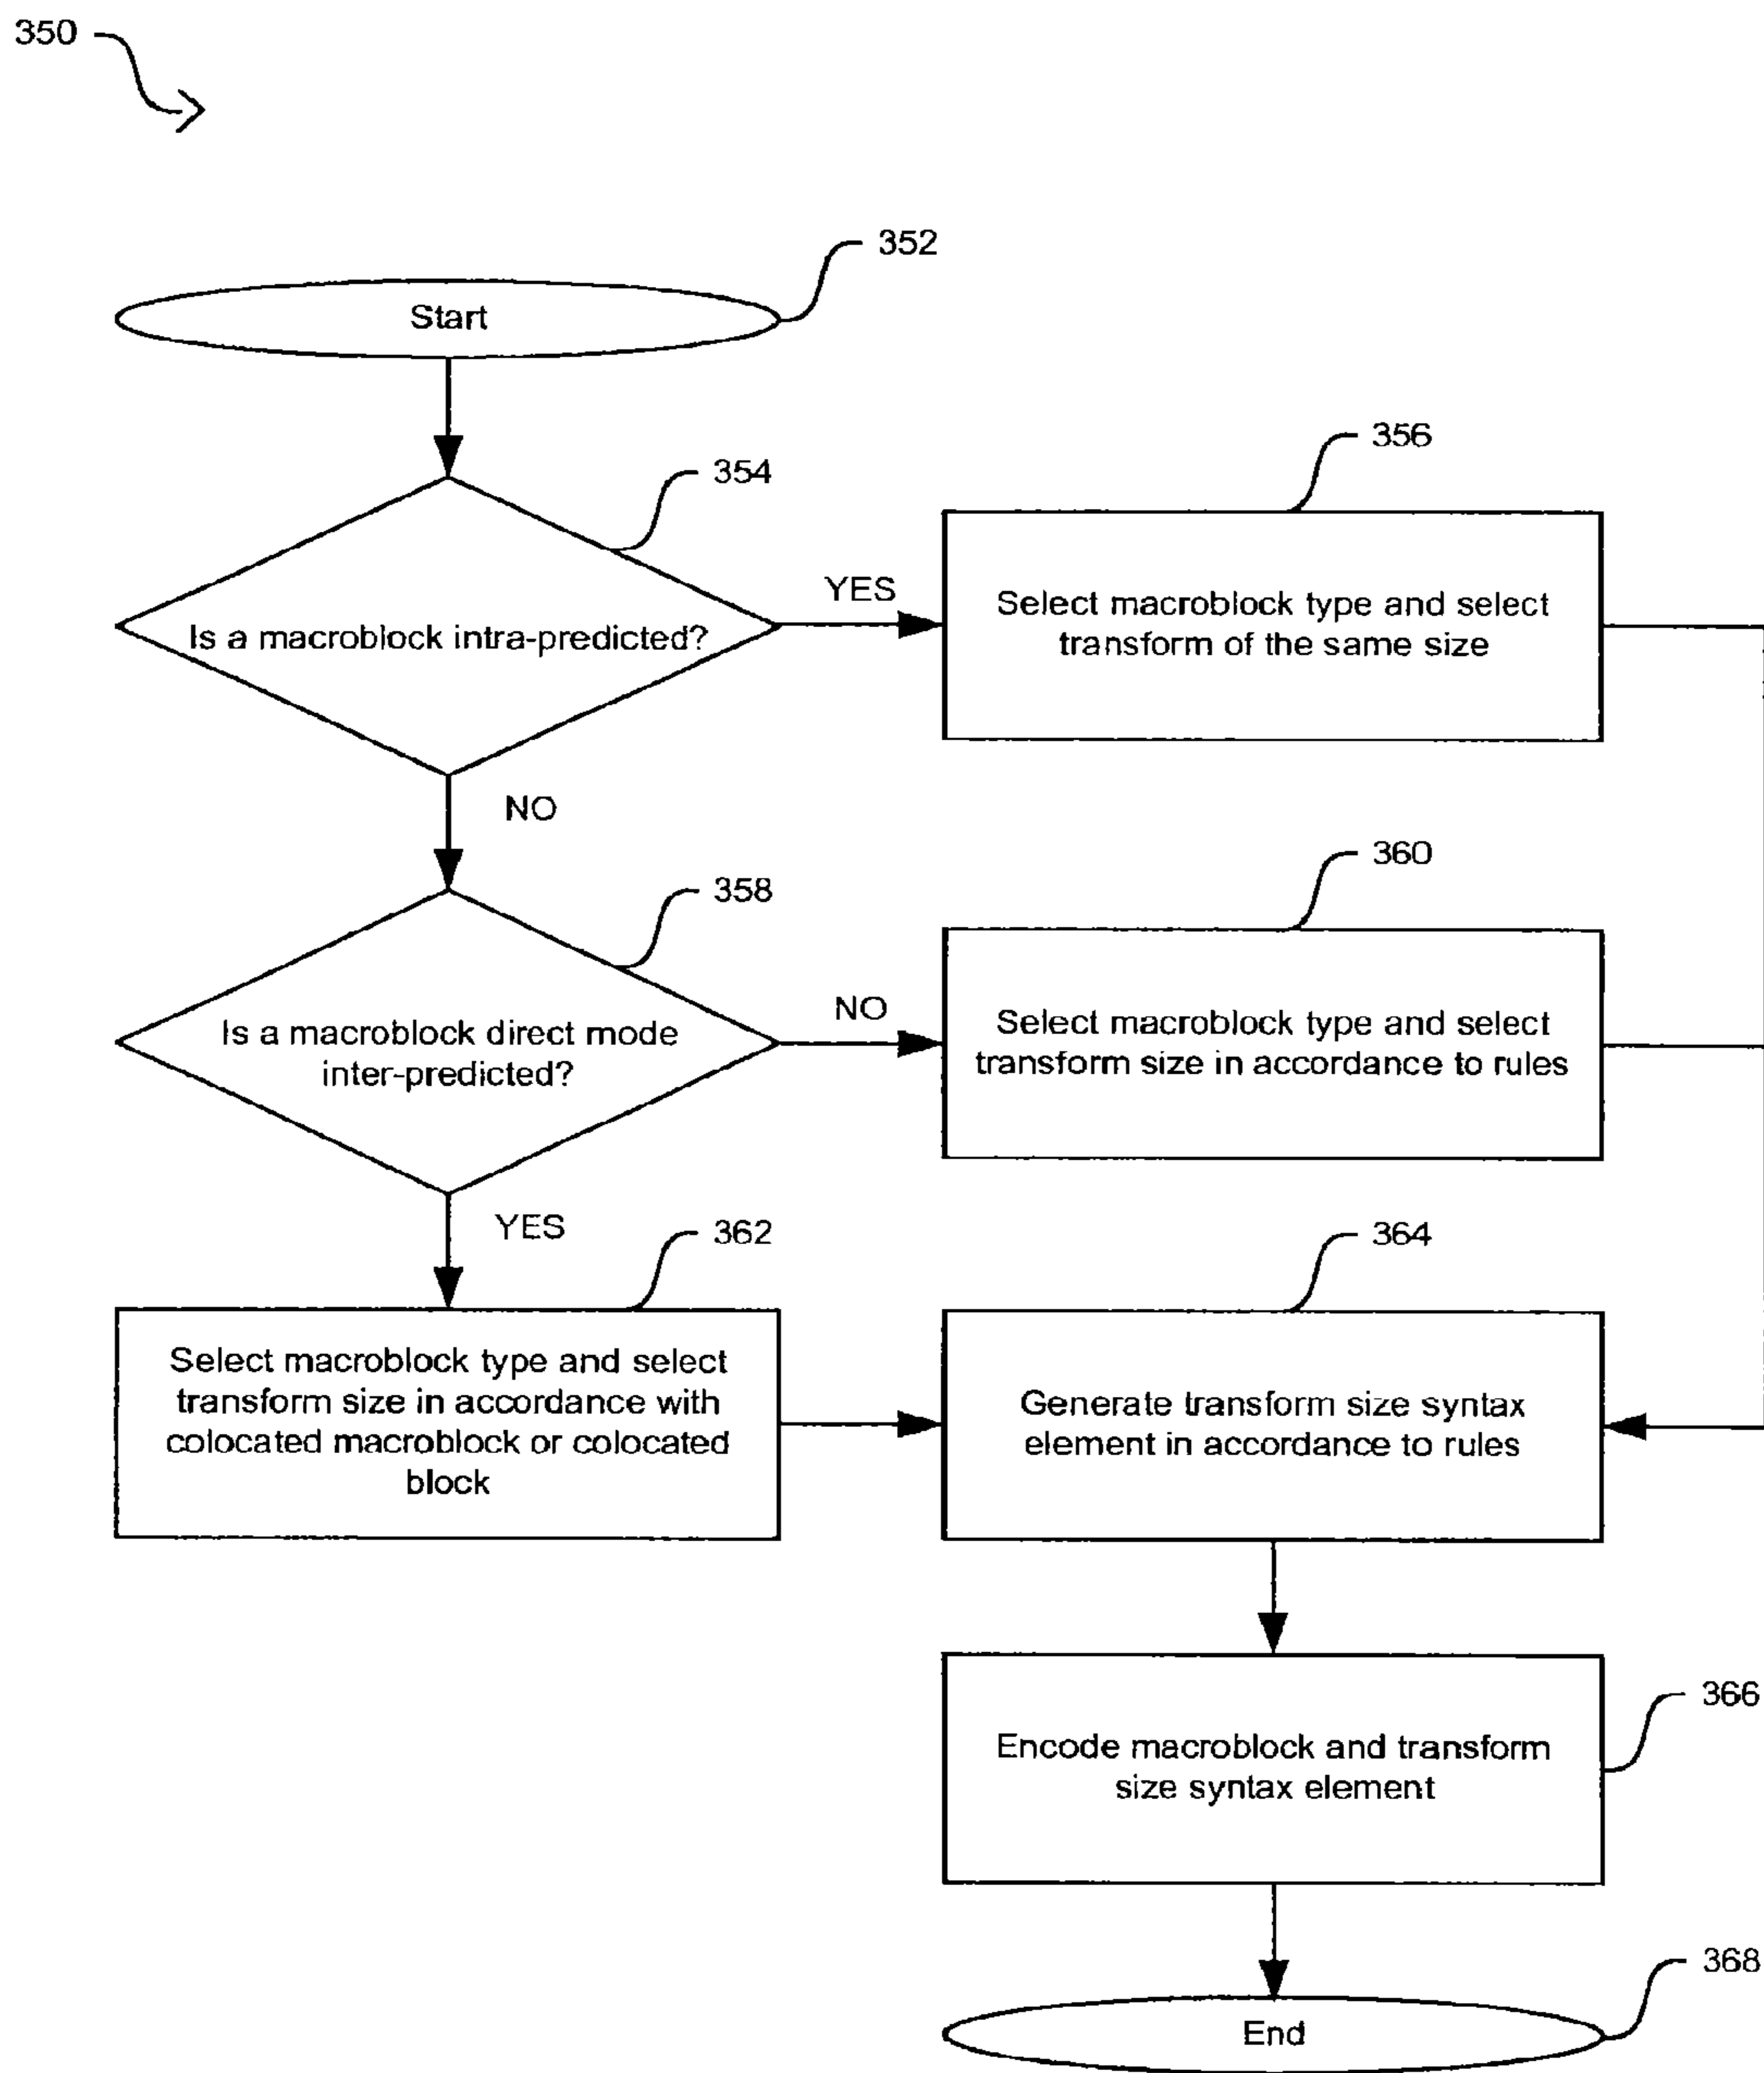 350
352
Start
354
356
YES
Is a macroblock intra-predicted?
Select macroblock type and select
transform of the same size
NO
358
360
NO
Is a macroblock direct mode
inter-predicted?
Select macroblock type and select
transform size in accordance to rules
YES
362
364
Select macroblock type and select
transform size in accordance with
colocated macroblock or colocated
block
Generate transform size syntax
element in accordance to rules
366
Encode macroblock and transform
size syntax element
368
End